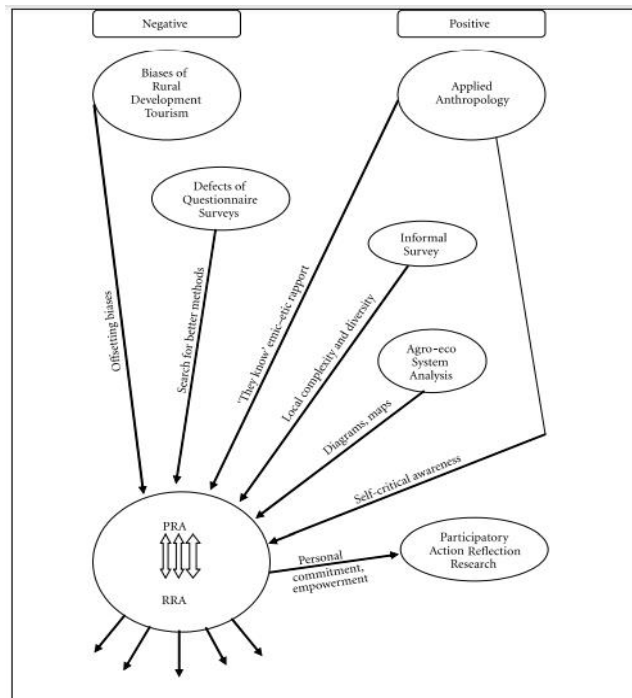 Negative
Positive
Biases of
Rural
Development
Tourism
Applied
Anthropology
Defects of
Questionnaire
Surveys
Informal
Survey
Agro-eco
System
Analysis
Offsetting biases
Search for better methods
'They know' emic-etic rapport
Local complexity and diversity
Diagrams, maps
Self-critical awareness
PRA
RRA
Personal
commitment,
empowerment
Participatory
Action Reflection
Research